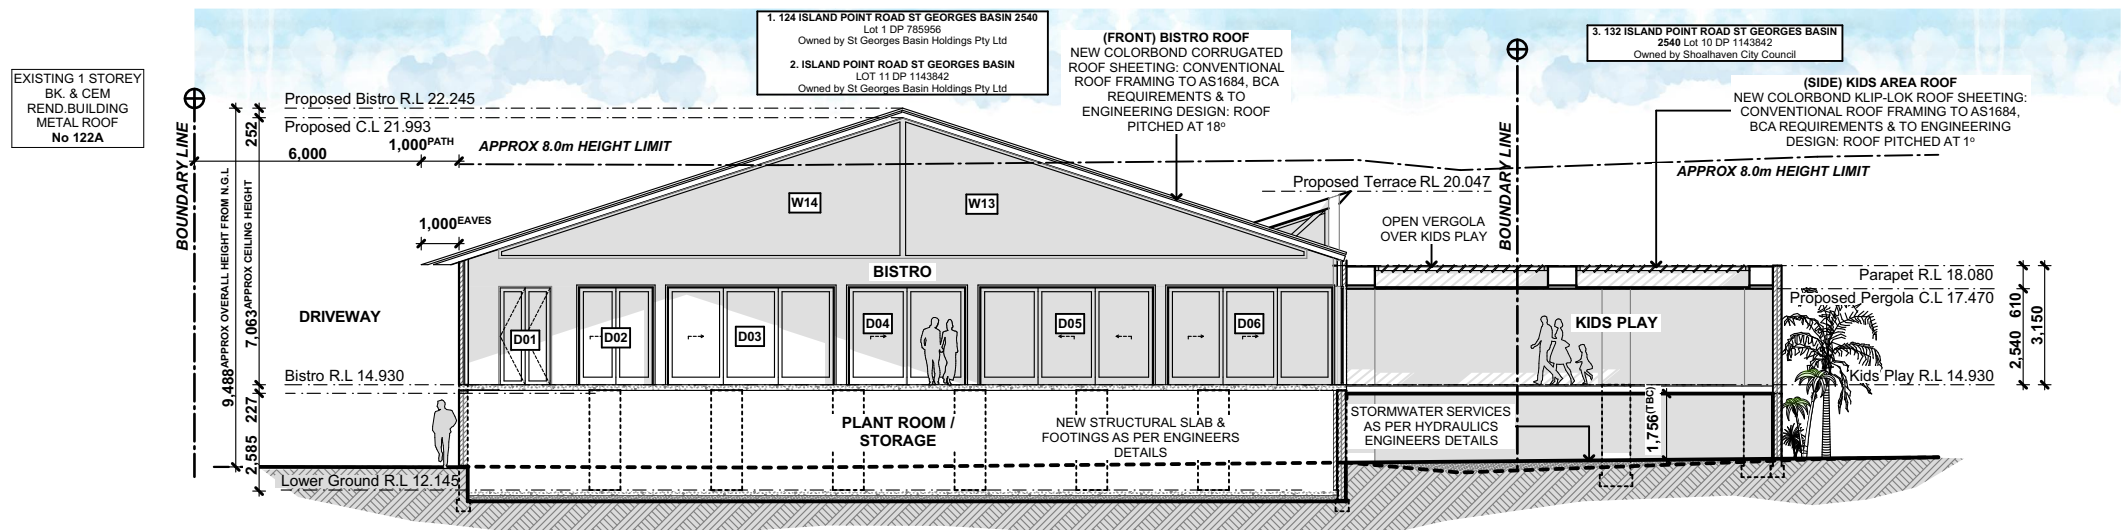 EXISTING 1 STOREY
BK. & CEM
REND.BUILDING
METAL ROOF
No 122A
1. 124 ISLAND POINT ROAD ST GEORGES BASIN 2540
Lot 1 DP 785956
Owned by St Georges Basin Holdings Pty Ltd
2. ISLAND POINT ROAD ST GEORGES BASIN
LOT 11 DP 1143842
Owned by St Georges Basin Holdings Pty Ltd
(FRONT) BISTRO ROOF
NEW COLORBOND CORRUGATED
ROOF SHEETING: CONVENTIONAL
ROOF FRAMING TO AS1684, BCA
REQUIREMENTS & TO
ENGINEERING DESIGN: ROOF
PITCHED AT 18º
3. 132 ISLAND POINT ROAD ST GEORGES BASIN
2540 Lot 10 DP 1143842
Owned by Shoalhaven City Council
(SIDE) KIDS AREA ROOF
NEW COLORBOND KLIP-LOK ROOF SHEETING:
CONVENTIONAL ROOF FRAMING TO AS1684,
BCA REQUIREMENTS & TO ENGINEERING
DESIGN: ROOF PITCHED AT 1º
Proposed Bistro R.L 22.245
Proposed C.L 21.993
252
6,000
1,000 PATH
APPROX 8.0m HEIGHT LIMIT
APPROX 8.0m HEIGHT LIMIT
BOUNDARY LINE
BOUNDARY LINE
Proposed Terrace RL 20.047
W14
W13
1,000 EAVES
OPEN VERGOLA
OVER KIDS PLAY
9,488 APPROX OVERALL HEIGHT FROM N.G.L
7,063 APPROX CEILING HEIGHT
BISTRO
Parapet R.L 18.080
Proposed Pergola C.L 17.470
610
2,540
3,150
DRIVEWAY
D01
D02
D03
D04
D05
D06
KIDS PLAY
Bistro R.L 14.930
Kids Play R.L 14.930
227
2,585
PLANT ROOM /
STORAGE
NEW STRUCTURAL SLAB &
FOOTINGS AS PER ENGINEERS
DETAILS
STORMWATER SERVICES
AS PER HYDRAULICS
ENGINEERS DETAILS
1,756 (TBC)
Lower Ground R.L 12.145